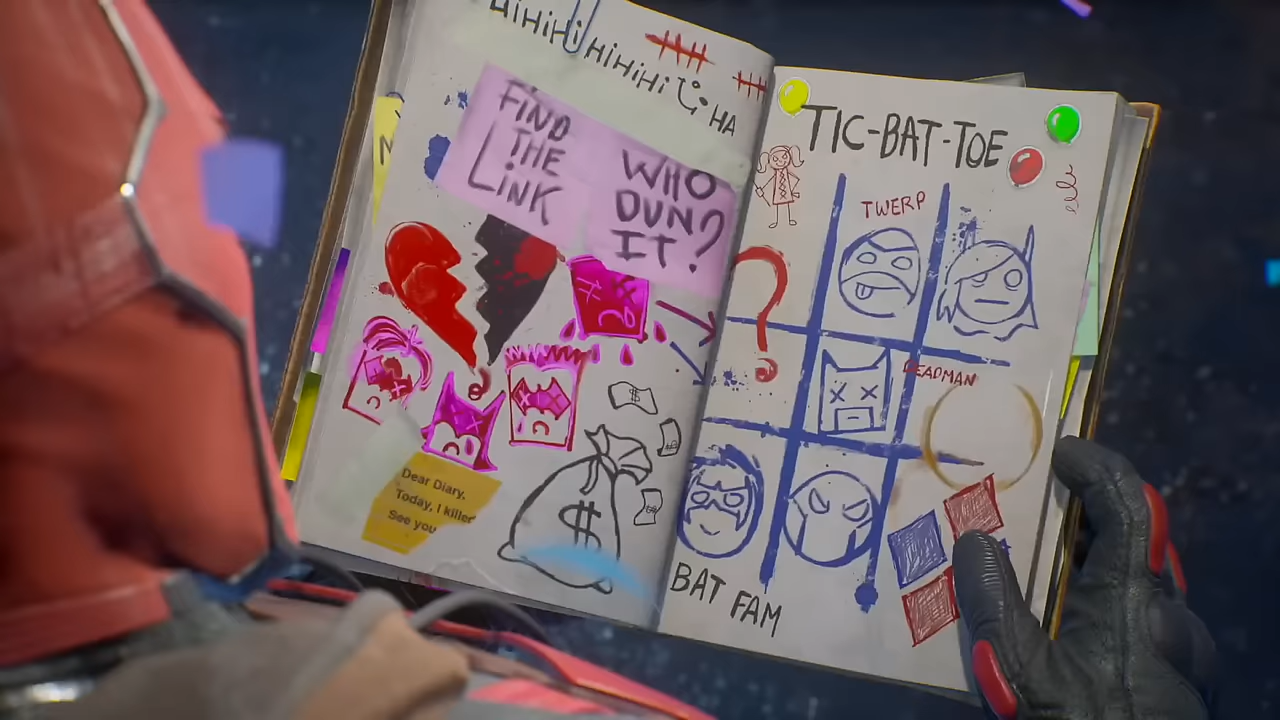 HiHiHiHiHiHiHi HA
FIND
THE
LiNK
WHO
DUN
IT?
Dear Diary,
Today, I killed
See you
$
TIC-BAT-TOE
TWERP
?
DEADMAN
BAT FAM